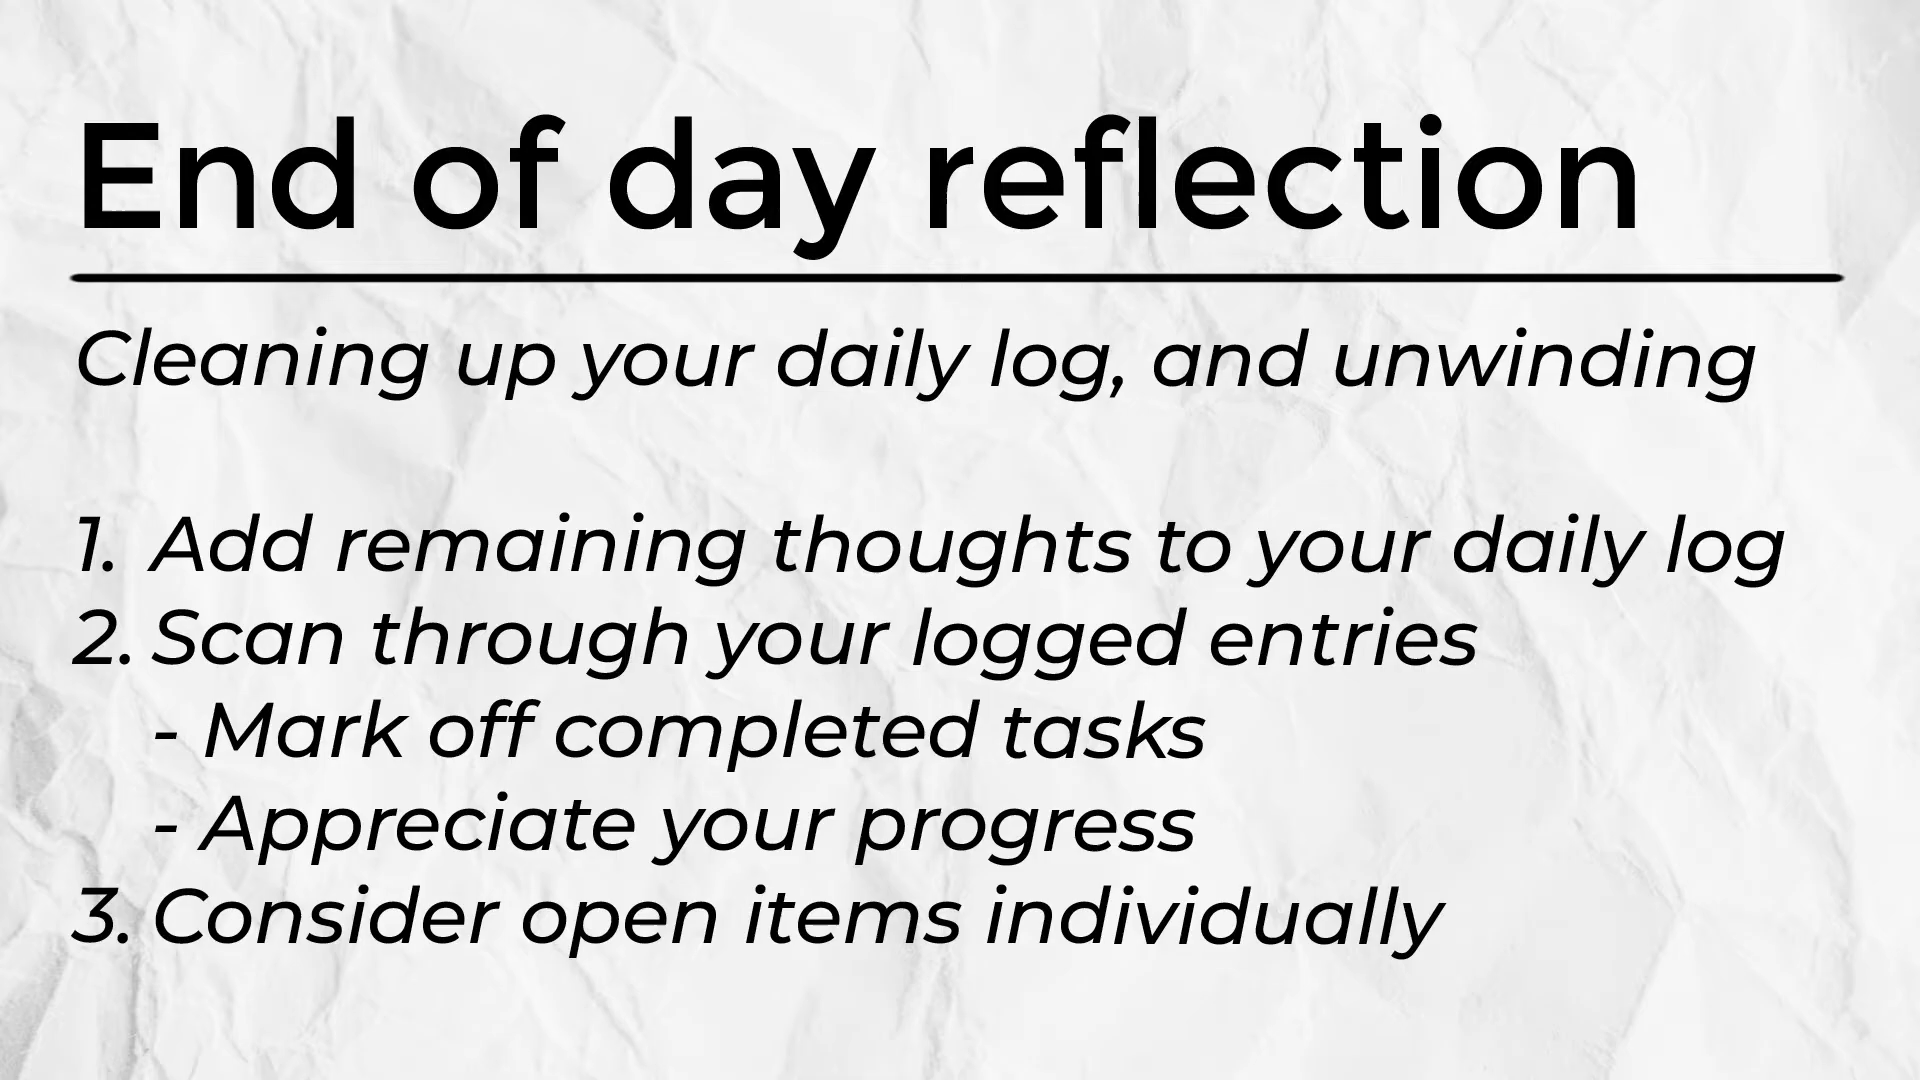 End of day reflection
Cleaning up your daily log, and unwinding
1. Add remaining thoughts to your daily log
2. Scan through your logged entries
- Mark off completed tasks
- Appreciate your progress
3. Consider open items individually